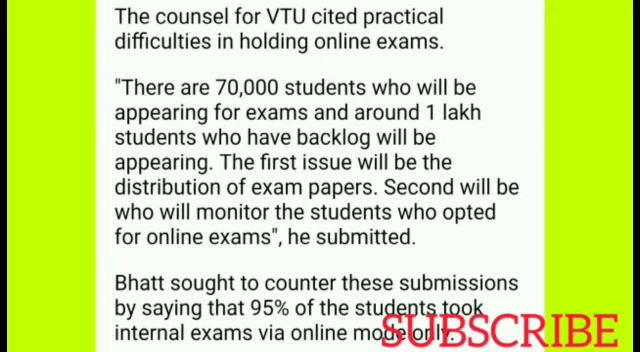 The counsel for VTU cited practical
difficulties in holding online exams.
"There are 70,000 students who will be
appearing for exams and around 1 lakh
students who have backlog will be
appearing. The first issue will be the
distribution of exam papers. Second will be
who will monitor the students who opted
for online exams", he submitted.
Bhatt sought to counter these submissions
by saying that 95% of the students took
internal exams via online mode only.
SUBSCRIBE